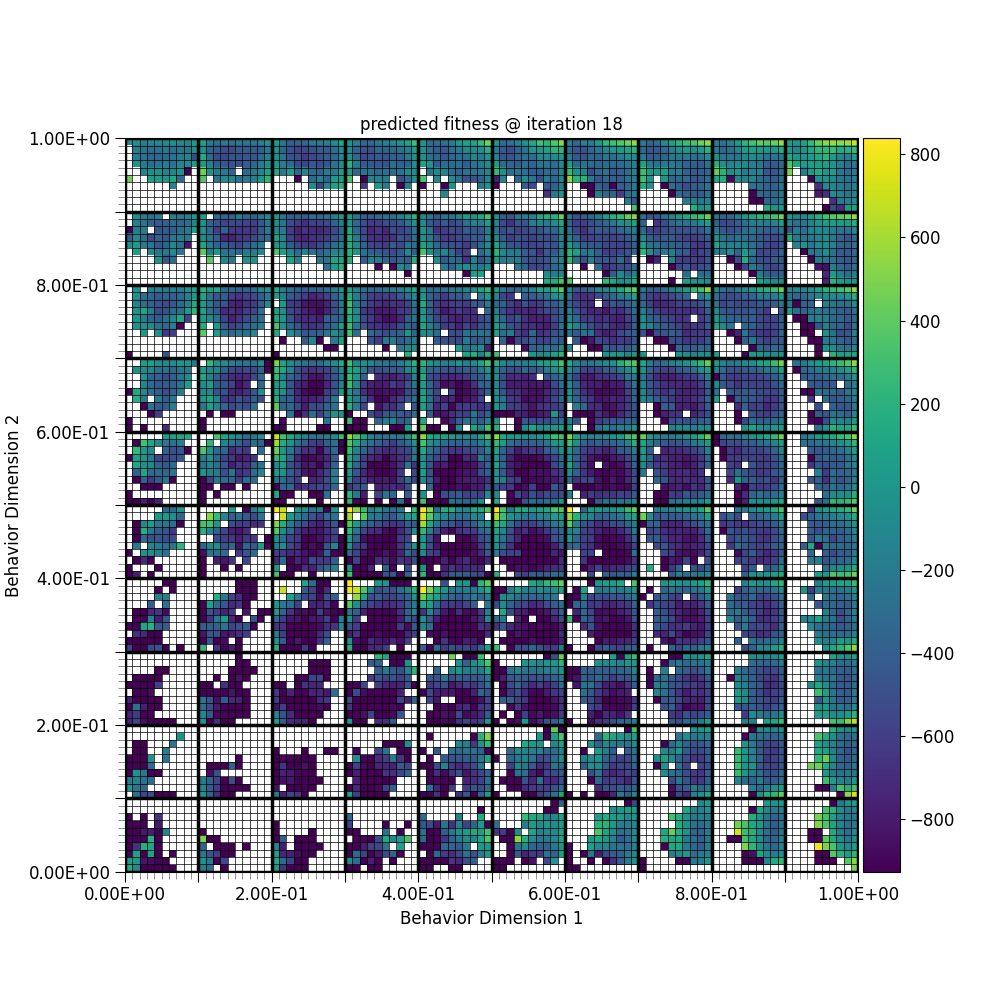 predicted fitness @ iteration 18
1.00E+00
8.00E-01
6.00E-01
4.00E-01
2.00E-01
0.00E+00
Behavior Dimension 2
0.00E+00 2.00E-01 4.00E-01 6.00E-01 8.00E-01 1.00E+00
Behavior Dimension 1
800
600
400
200
0
−200
−400
−600
−800